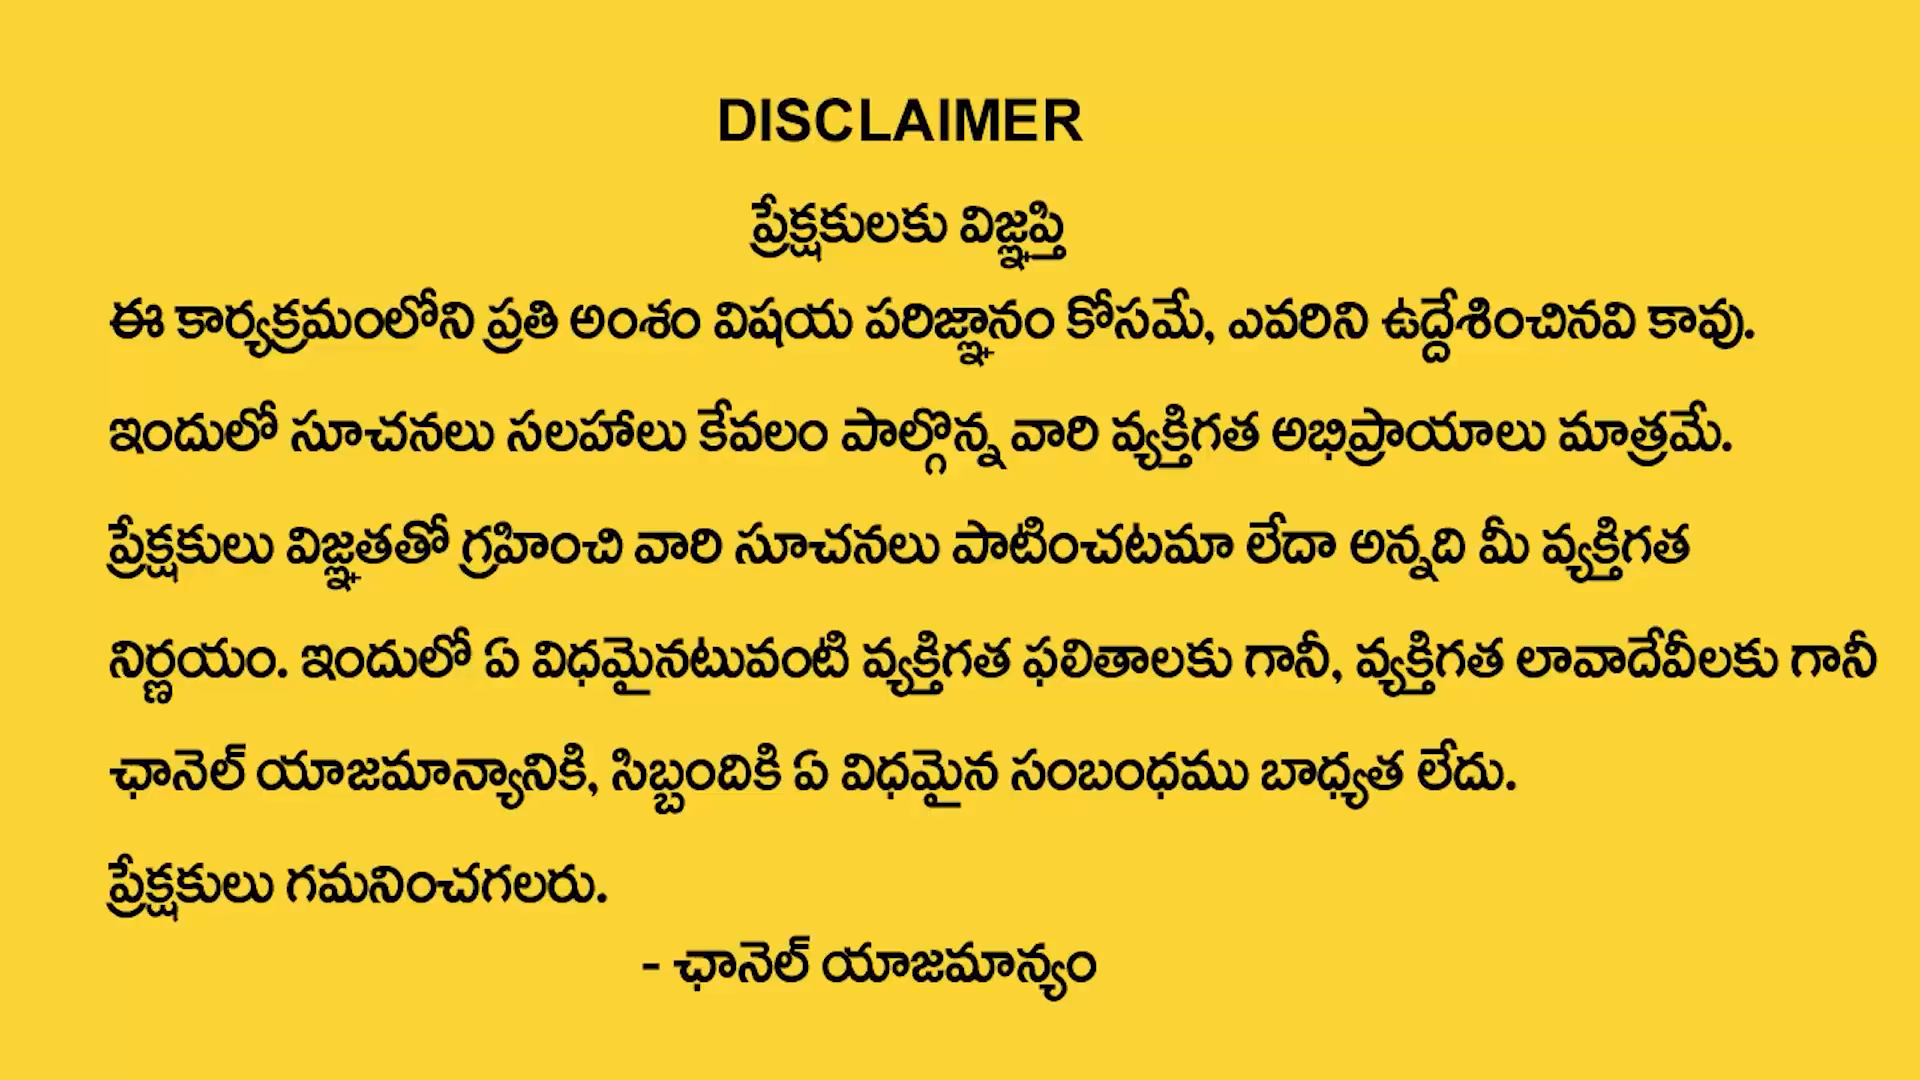 DISCLAIMER
ప్రేక్షకులకు విజ్ఞప్తి
ఈ కార్యక్రమంలోని ప్రతి అంశం విషయ పరిజ్ఞానం కోసమే, ఎవరిని ఉద్దేశించినవి కావు.
ఇందులో సూచనలు సలహాలు కేవలం పాల్గొన్న వారి వ్యక్తిగత అభిప్రాయాలు మాత్రమే.
ప్రేక్షకులు విజ్ఞతతో గ్రహించి వారి సూచనలు పాటించటమా లేదా అన్నది మీ వ్యక్తిగత
నిర్ణయం. ఇందులో ఏ విధమైనటువంటి వ్యక్తిగత ఫలితాలకు గానీ, వ్యక్తిగత లావాదేవీలకు గానీ
ఛానెల్ యాజమాన్యానికి, సిబ్బందికి ఏ విధమైన సంబంధము బాధ్యత లేదు.
ప్రేక్షకులు గమనించగలరు.
- ఛానెల్ యాజమాన్యం